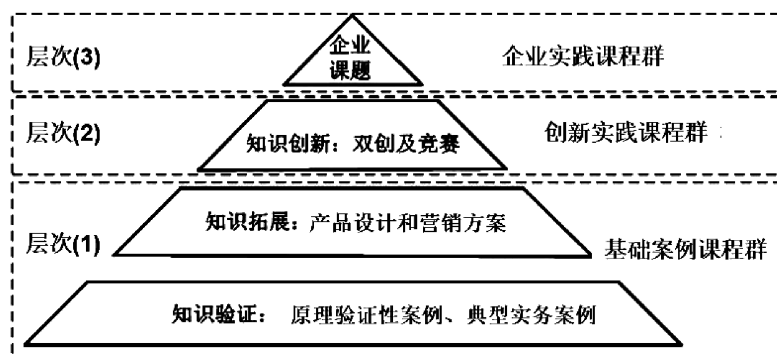 层次(3)
企业
课题
企业实践课程群
层次(2)
知识创新：双创及竞赛
创新实践课程群
层次(1)
知识拓展：产品设计和营销方案
基础案例课程群
知识验证： 原理验证性案例、典型实务案例